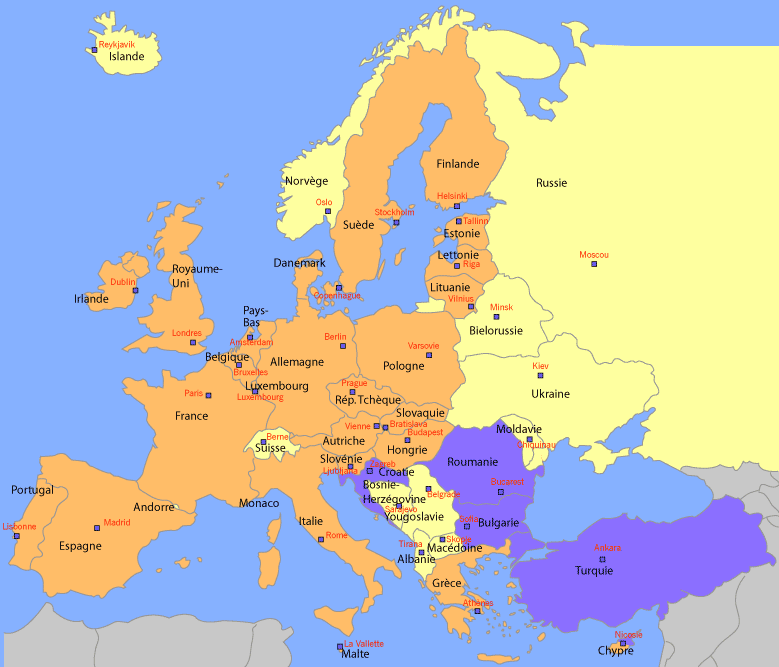 Reykjavik
Islande
Norvège
Oslo
Suède
Stockholm
Finlande
Helsinki
Russie
Moscou
Tallinn
Estonie
Lettonie
Riga
Lituanie
Vilnius
Danemark
Copenhague
Royaume-
Uni
Dublin
Irlande
Londres
Pays-
Bas
Amsterdam
Belgique
Bruxelles
Luxembourg
Luxembourg
Allemagne
Berlin
Pologne
Varsovie
Minsk
Bielorussie
Kiev
Ukraine
Paris
France
Prague
Rép.Tchèque
Slovaquie
Vienne
Bratislava
Budapest
Autriche
Hongrie
Berne
Suisse
Slovénie
Ljubljana
Zagreb
Croatie
Moldavie
Chiquinau
Roumanie
Bucarest
Bosnie-
Herzégovine
Sarajevo
Belgrade
Yougoslavie
Sofia
Bulgarie
Skopje
Macédoine
Tirana
Albanie
Portugal
Lisbonne
Madrid
Espagne
Andorre
Monaco
Italie
Rome
Grèce
Athènes
Ankara
Turquie
Nicosie
Chypre
La Vallette
Malte